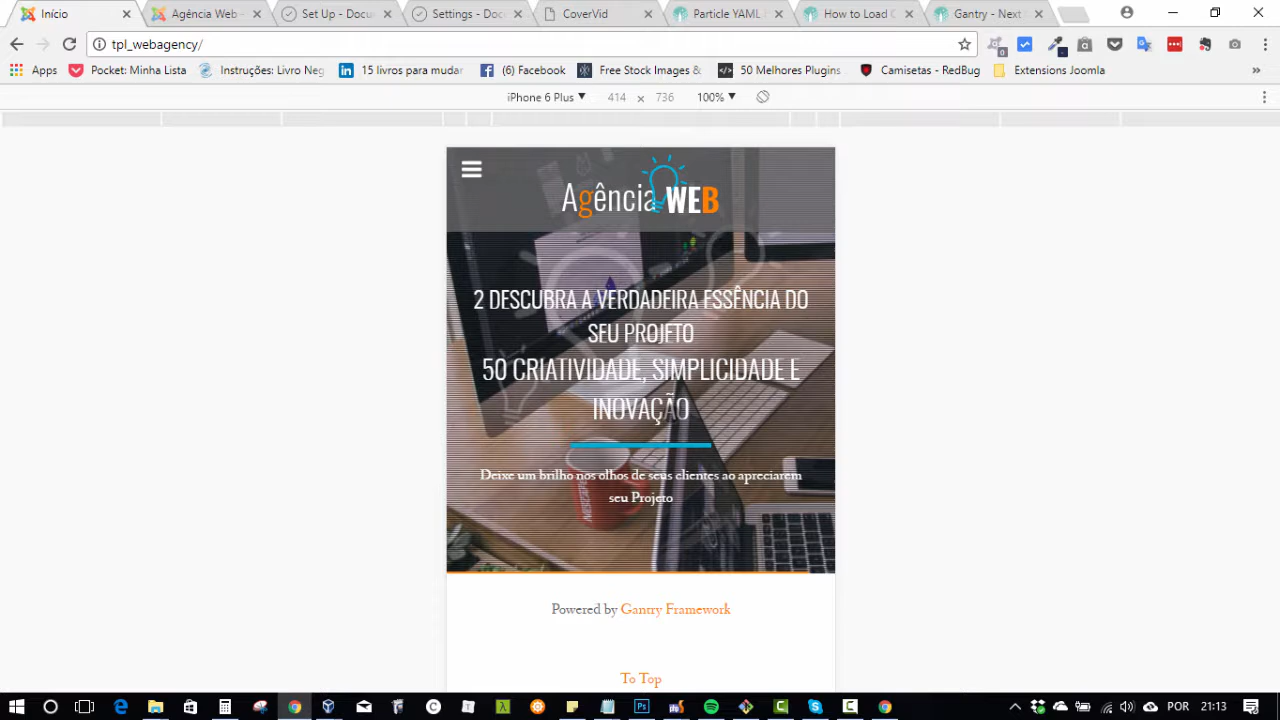 Início
Agência Web -
Set Up - Docu
Settings - Doc
CoverVid
Particle YAML
How to Load
Gantry - Next
tpl_webagency/
Apps
Pocket: Minha Lista
Instruções: Livro Neg
15 livros para mudar
(6) Facebook
Free Stock Images &
50 Melhores Plugins
Camisetas - RedBug
Extensions Joomla
»
iPhone 6 Plus
414 x 736
100%
Agência WEB
2 DESCUBRA A VERDADEIRA ESSÊNCIA DO
SEU PROJETO
50 CRIATIVIDADE, SIMPLICIDADE E
INOVAÇÃO
Deixe um brilho nos olhos de seus clientes ao apreciarem
seu Projeto
Powered by Gantry Framework
To Top
POR
21:13